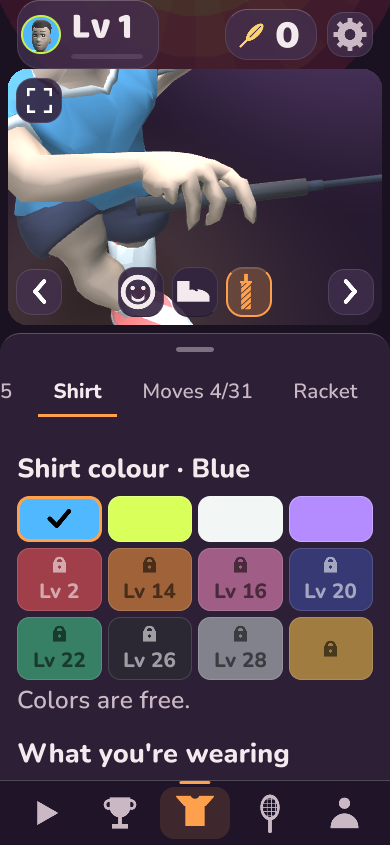 Lv 1
0
5
Shirt
Moves 4/31
Racket
Shirt colour · Blue
Lv 2
Lv 14
Lv 16
Lv 20
Lv 22
Lv 26
Lv 28
Colors are free.
What you're wearing